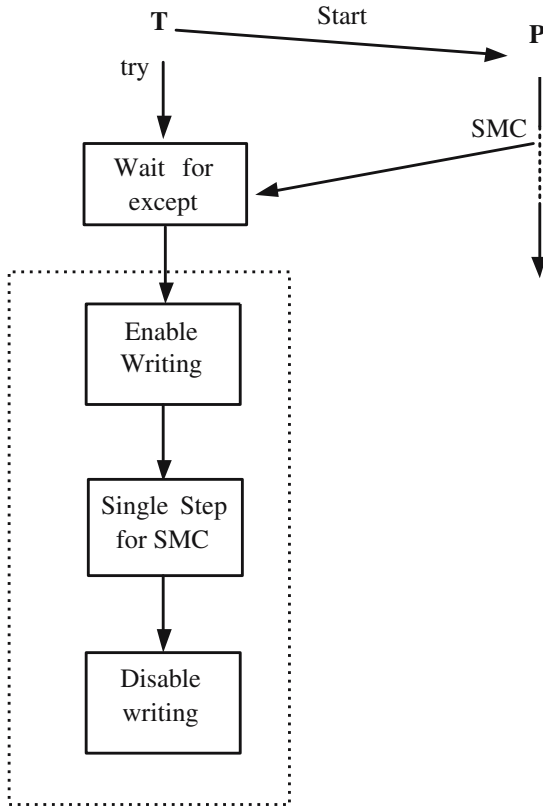 T
Start
P
try
SMC
Wait for
except
Enable
Writing
Single Step
for SMC
Disable
writing